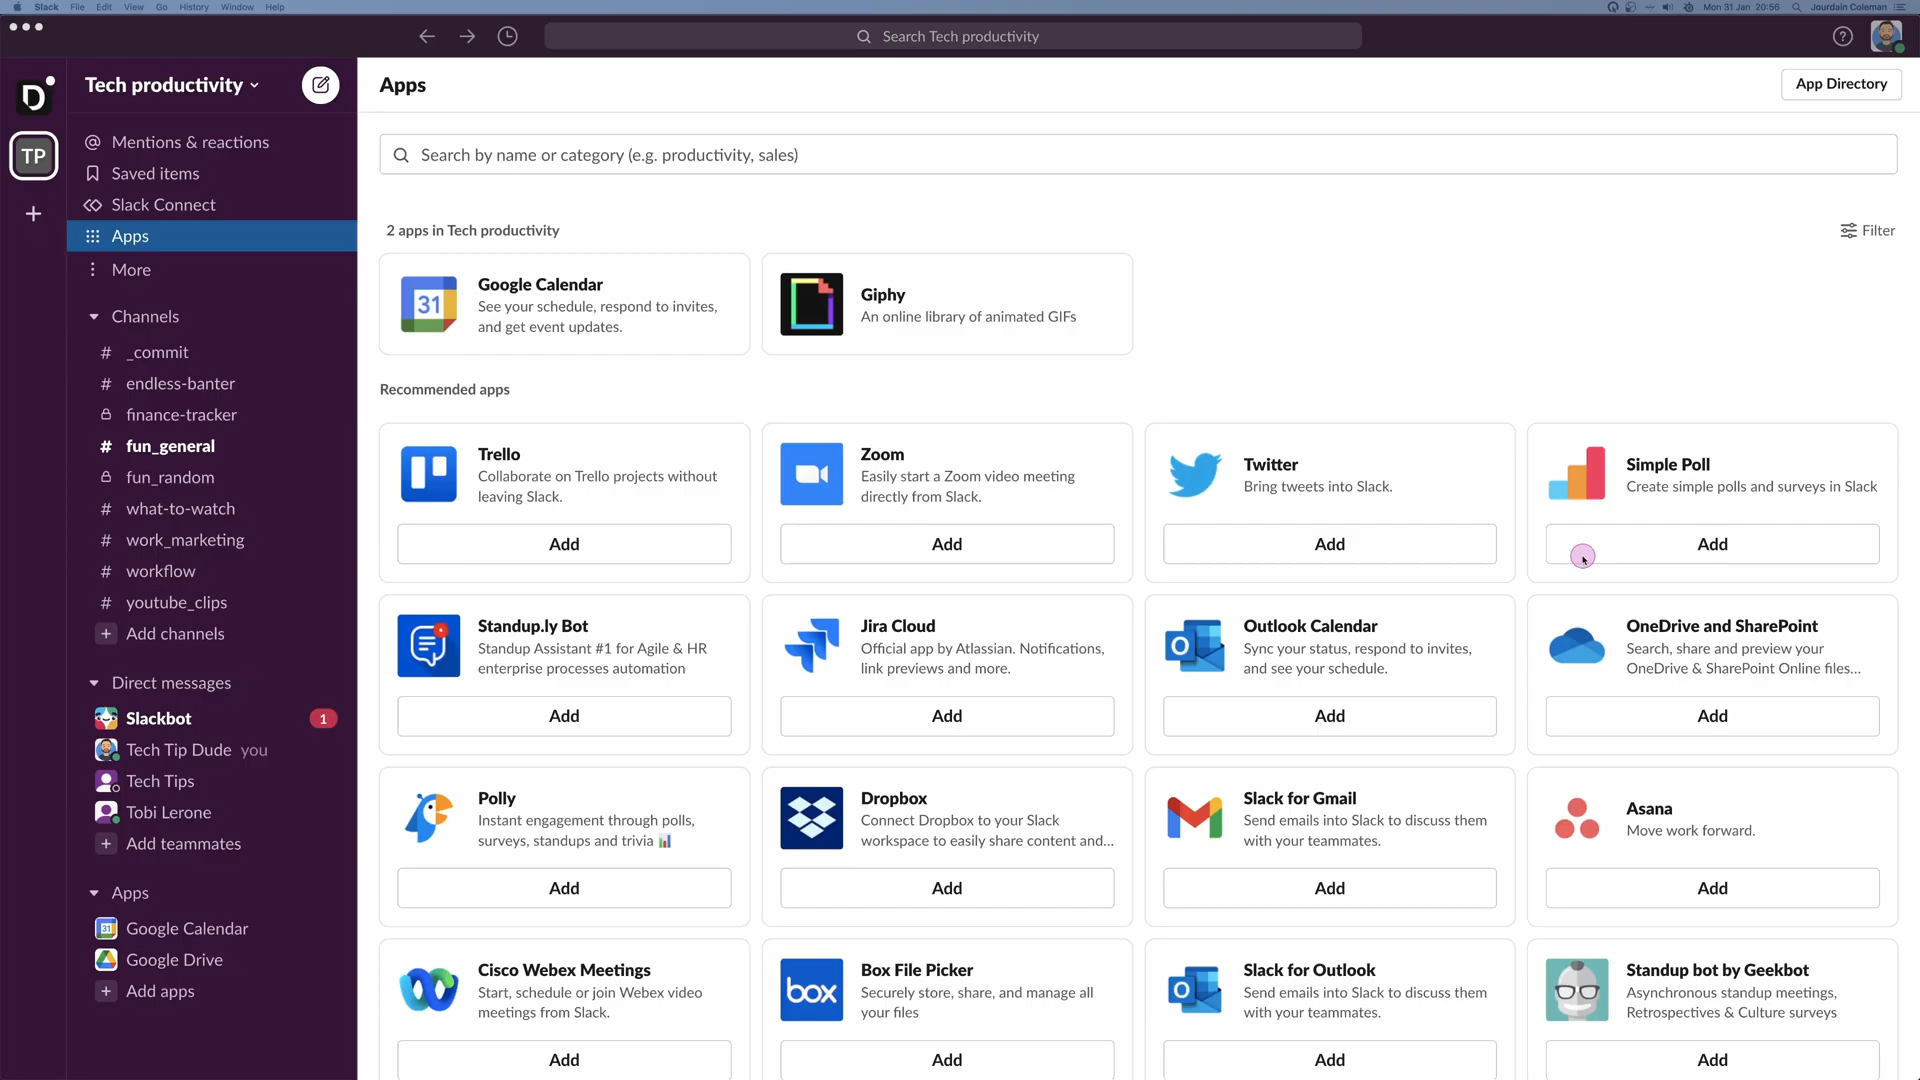 Slack File Edit View Go History Window Help
Mon 31 Jan 20:56 Jourdain Coleman
Search Tech productivity
D
TP
Tech productivity
Mentions & reactions
Saved items
Slack Connect
Apps
More
Channels
# _commit
# endless-banter
finance-tracker
# fun_general
fun_random
# what-to-watch
# work_marketing
# workflow
# youtube_clips
+ Add channels
Direct messages
Slackbot 1
Tech Tip Dude you
Tech Tips
Tobi Lerone
+ Add teammates
Apps
31 Google Calendar
Google Drive
+ Add apps
Apps
App Directory
Search by name or category (e.g. productivity, sales)
2 apps in Tech productivity
Filter
31
Google Calendar
See your schedule, respond to invites,
and get event updates.
Giphy
An online library of animated GIFs
Recommended apps
Trello
Collaborate on Trello projects without
leaving Slack.
Add
Zoom
Easily start a Zoom video meeting
directly from Slack.
Add
Twitter
Bring tweets into Slack.
Add
Simple Poll
Create simple polls and surveys in Slack
Add
Standup.ly Bot
Standup Assistant #1 for Agile & HR
enterprise processes automation
Add
Jira Cloud
Official app by Atlassian. Notifications,
link previews and more.
Add
Outlook Calendar
Sync your status, respond to invites,
and see your schedule.
Add
OneDrive and SharePoint
Search, share and preview your
OneDrive & SharePoint Online files...
Add
Polly
Instant engagement through polls,
surveys, standups and trivia 📊
Add
Dropbox
Connect Dropbox to your Slack
workspace to easily share content and...
Add
Slack for Gmail
Send emails into Slack to discuss them
with your teammates.
Add
Asana
Move work forward.
Add
Cisco Webex Meetings
Start, schedule or join Webex video
meetings from Slack.
Add
box
Box File Picker
Securely store, share, and manage all
your files
Add
Slack for Outlook
Send emails into Slack to discuss them
with your teammates.
Add
Standup bot by Geekbot
Asynchronous standup meetings,
Retrospectives & Culture surveys
Add